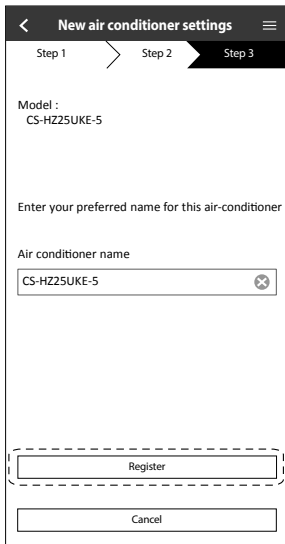 New air conditioner settings
Step 1 Step 2 Step 3
Model :
CS-HZ25UKE-5
Enter your preferred name for this air-conditioner
Air conditioner name
CS-HZ25UKE-5
Register
Cancel